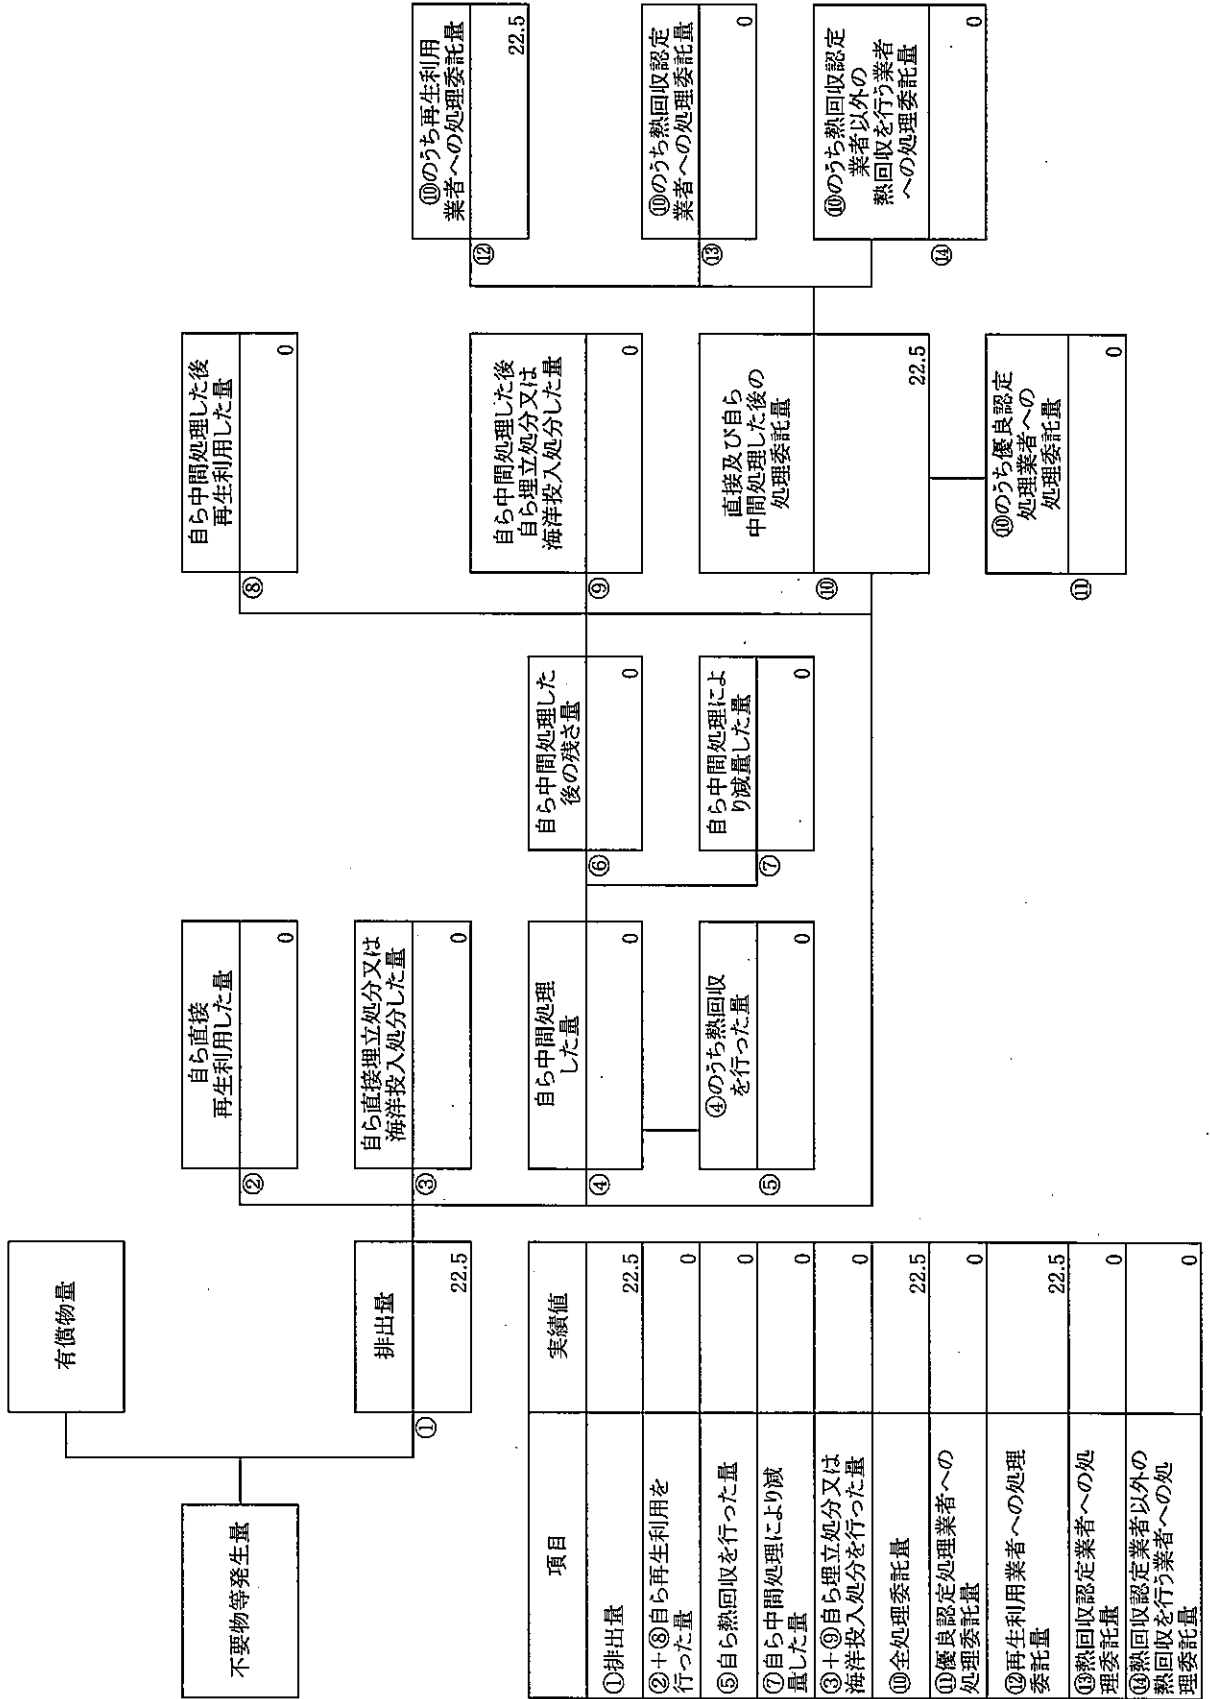 不要物等発生量
有償物量
①
排出量
22.5
②
自ら直接
再生利用した量
0
③
自ら直接埋立処分又は
海洋投入処分した量
0
④
自ら中間処理
した量
0
⑤
④のうち熱回収
を行った量
0
⑥
自ら中間処理した
後の残さ量
0
⑦
自ら中間処理によ
り減量した量
0
⑧
自ら中間処理した後
再生利用した量
0
⑨
自ら中間処理した後
自ら埋立処分又は
海洋投入処分した量
0
⑩
直接及び自ら
中間処理した後の
処理委託量
22.5
⑪
⑩のうち優良認定
処理業者への
処理委託量
0
⑫
⑩のうち再生利用
業者への処理委託量
22.5
⑬
⑩のうち熱回収認定
業者への処理委託量
0
⑭
⑩のうち熱回収認定
業者以外の
熱回収を行う業者
への処理委託量
0
項目 実績値
①排出量 22.5
②+⑧自ら再生利用を
行った量 0
⑤自ら熱回収を行った量 0
⑦自ら中間処理により減
量した量 0
③+⑨自ら埋立処分又は
海洋投入処分を行った量 0
⑩全処理委託量 22.5
⑪優良認定処理業者への
処理委託量 0
⑫再生利用業者への処理
委託量 22.5
⑬熱回収認定業者への処
理委託量 0
⑭熱回収認定業者以外の
熱回収を行う業者への処
理委託量 0